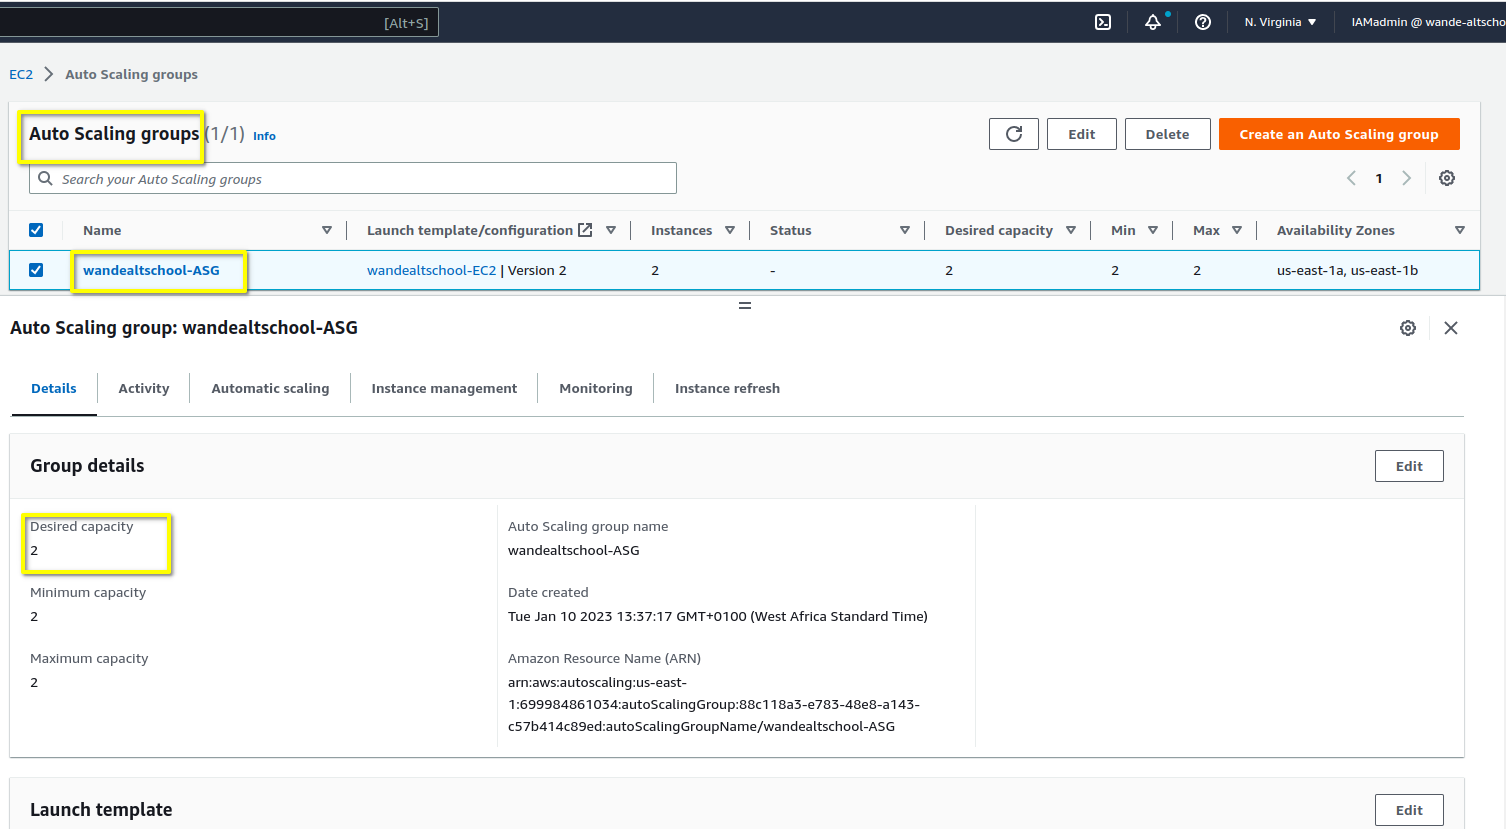 [Alt+S]
N. Virginia
IAMadmin @ wande-altscho
EC2 Auto Scaling groups
Auto Scaling groups (1/1) Info
Edit
Delete
Create an Auto Scaling group
Search your Auto Scaling groups
1
Name Launch template/configuration Instances Status Desired capacity Min Max Availability Zones
wandealtschool-ASG wandealtschool-EC2 | Version 2 2 - 2 2 2 us-east-1a, us-east-1b
Auto Scaling group: wandealtschool-ASG
Details Activity Automatic scaling Instance management Monitoring Instance refresh
Group details
Edit
Desired capacity
2
Minimum capacity
2
Maximum capacity
2
Auto Scaling group name
wandealtschool-ASG
Date created
Tue Jan 10 2023 13:37:17 GMT+0100 (West Africa Standard Time)
Amazon Resource Name (ARN)
arn:aws:autoscaling:us-east-
1:699984861034:autoScalingGroup:88c118a3-e783-48e8-a143-
c57b414c89ed:autoScalingGroupName/wandealtschool-ASG
Launch template
Edit